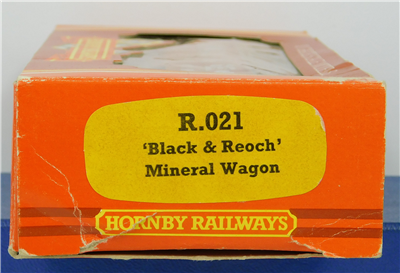 R.021
'Black & Reoch'
Mineral Wagon
HORNBY RAILWAYS